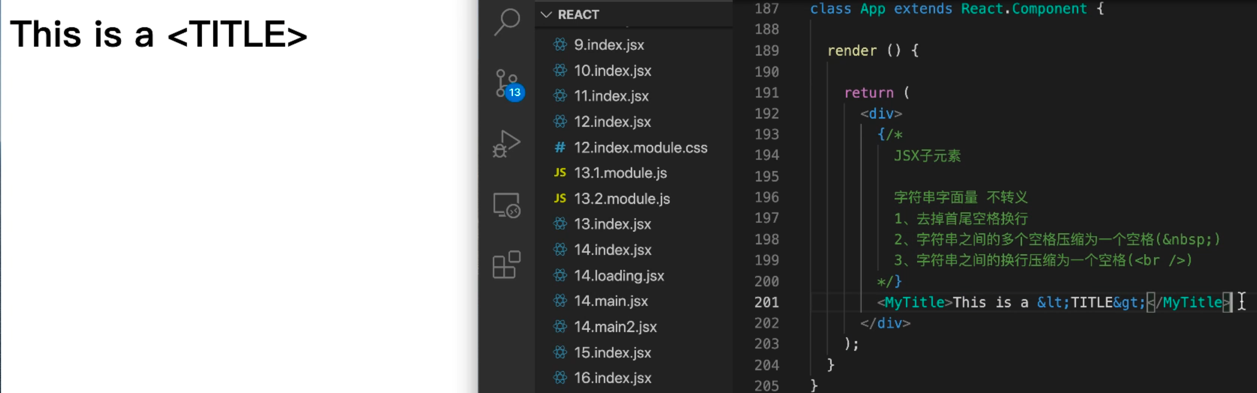 This is a <TITLE>
REACT
9.index.jsx
10.index.jsx
11.index.jsx
13
12.index.jsx
# 12.index.module.css
JS 13.1.module.js
JS 13.2.module.js
13.index.jsx
14.index.jsx
14.loading.jsx
14.main.jsx
14.main2.jsx
15.index.jsx
16.index.jsx
187 class App extends React.Component {
188
189 render () {
190
191 return (
192 <div>
193 {/*
194 JSX子元素
195
196 字符串字面量 不转义
197 1、去掉首尾空格换行
198 2、字符串之间的多个空格压缩为一个空格(&nbsp;)
199 3、字符串之间的换行压缩为一个空格(<br />)
200 */}
201 <MyTitle>This is a &lt;TITLE&gt;</MyTitle>
202 </div>
203 );
204 }
205 }